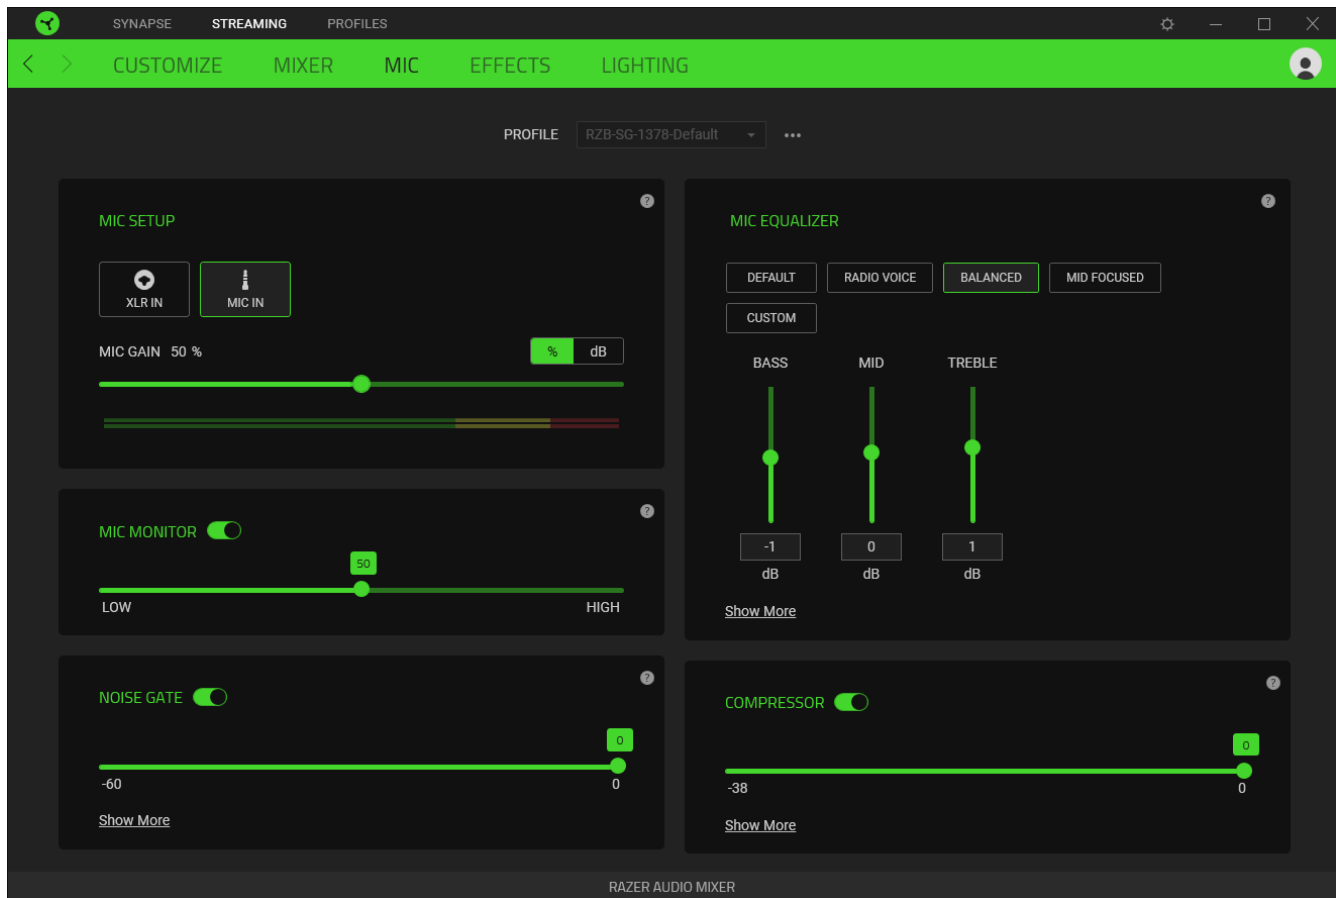 SYNAPSE STREAMING PROFILES
CUSTOMIZE MIXER MIC EFFECTS LIGHTING
PROFILE RZB-SG-1378-Default
MIC SETUP
XLR IN MIC IN
MIC GAIN 50 % % dB
MIC MONITOR
50
LOW HIGH
NOISE GATE
0
-60 0
Show More
MIC EQUALIZER
DEFAULT RADIO VOICE BALANCED MID FOCUSED
CUSTOM
BASS MID TREBLE
-1 0 1
dB dB dB
Show More
COMPRESSOR
0
-38 0
Show More
RAZER AUDIO MIXER